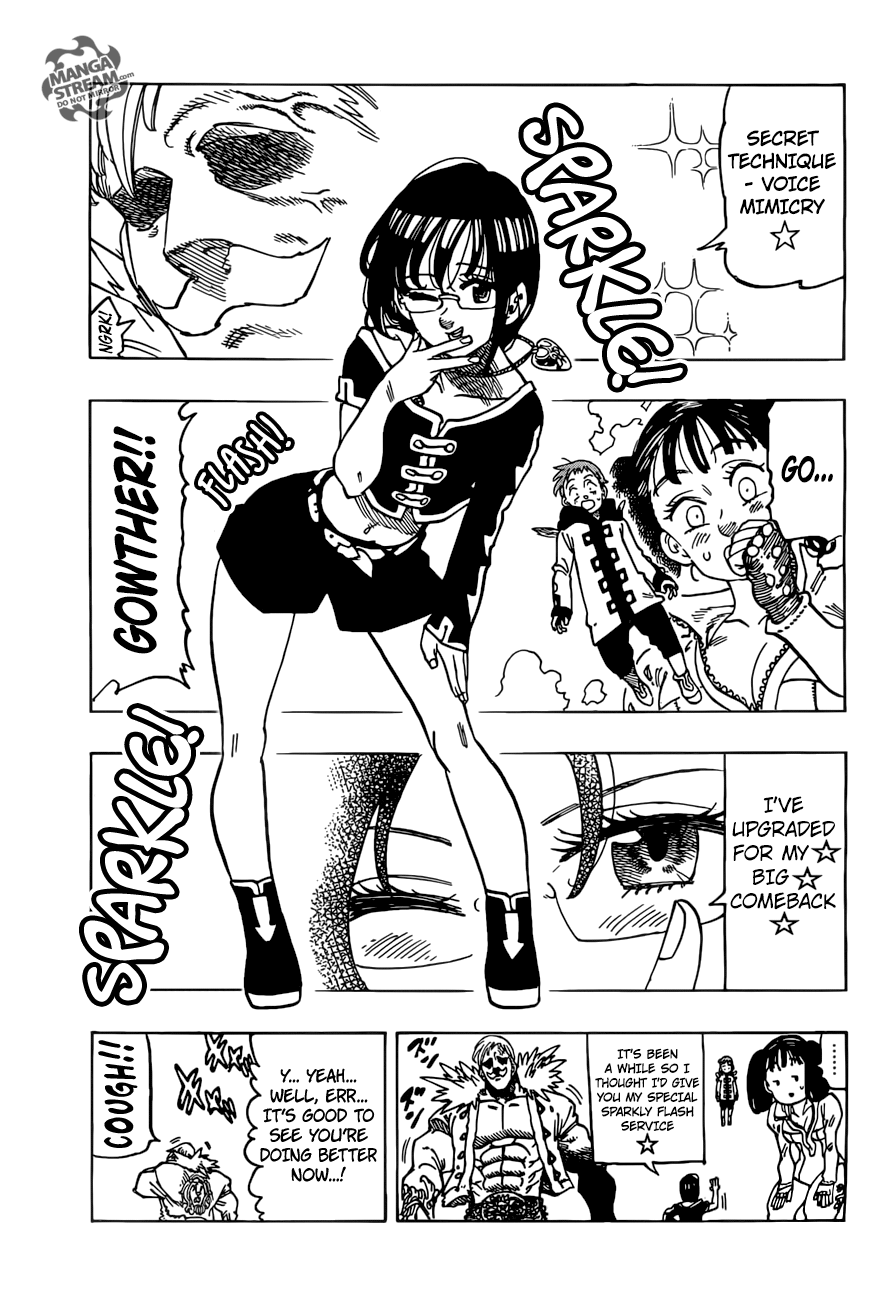 MANGA
STREAM.com
DO NOT MIRROR
SECRET
TECHNIQUE
- VOICE
MIMICRY
☆
SPARKLE!
NGRK!
GO...
FLASH!!
GOWTHER!!
I'VE
UPGRADED
FOR MY ☆
BIG ☆
COMEBACK
☆
SPARKLE!
.......
IT'S BEEN
A WHILE SO I
THOUGHT I'D GIVE
YOU MY SPECIAL
SPARKLY FLASH
SERVICE
☆
Y... YEAH...
WELL, ERR...
IT'S GOOD TO
SEE YOU'RE
DOING BETTER
NOW...!
COUGH!!